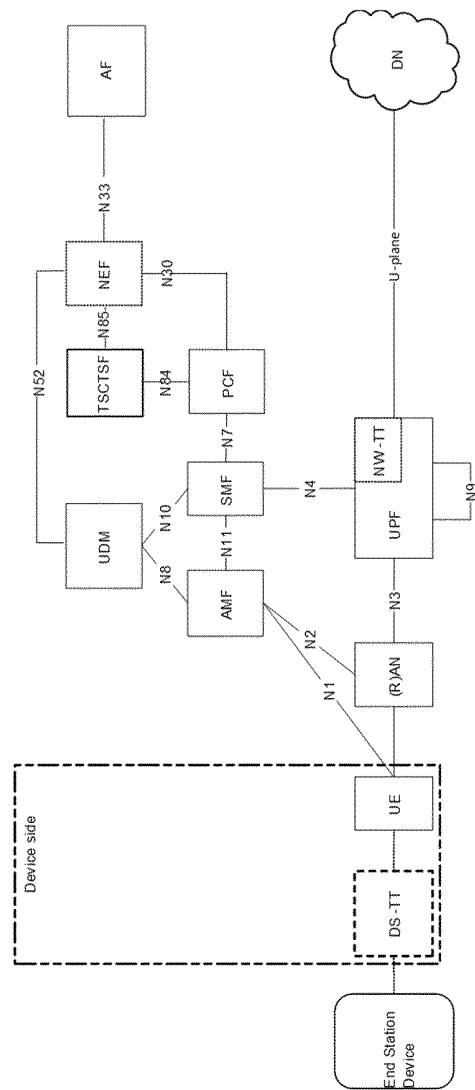 N52
UDM
TSCTSF
N85
NEF
N33
AF
N8
N10
N84
N30
AMF
N11
SMF
N7
PCF
N1
N2
N4
Device side
End Station
Device
DS -TT
UE
(R)AN
N3
UPF
NW -TT
U-plane
DN
N9